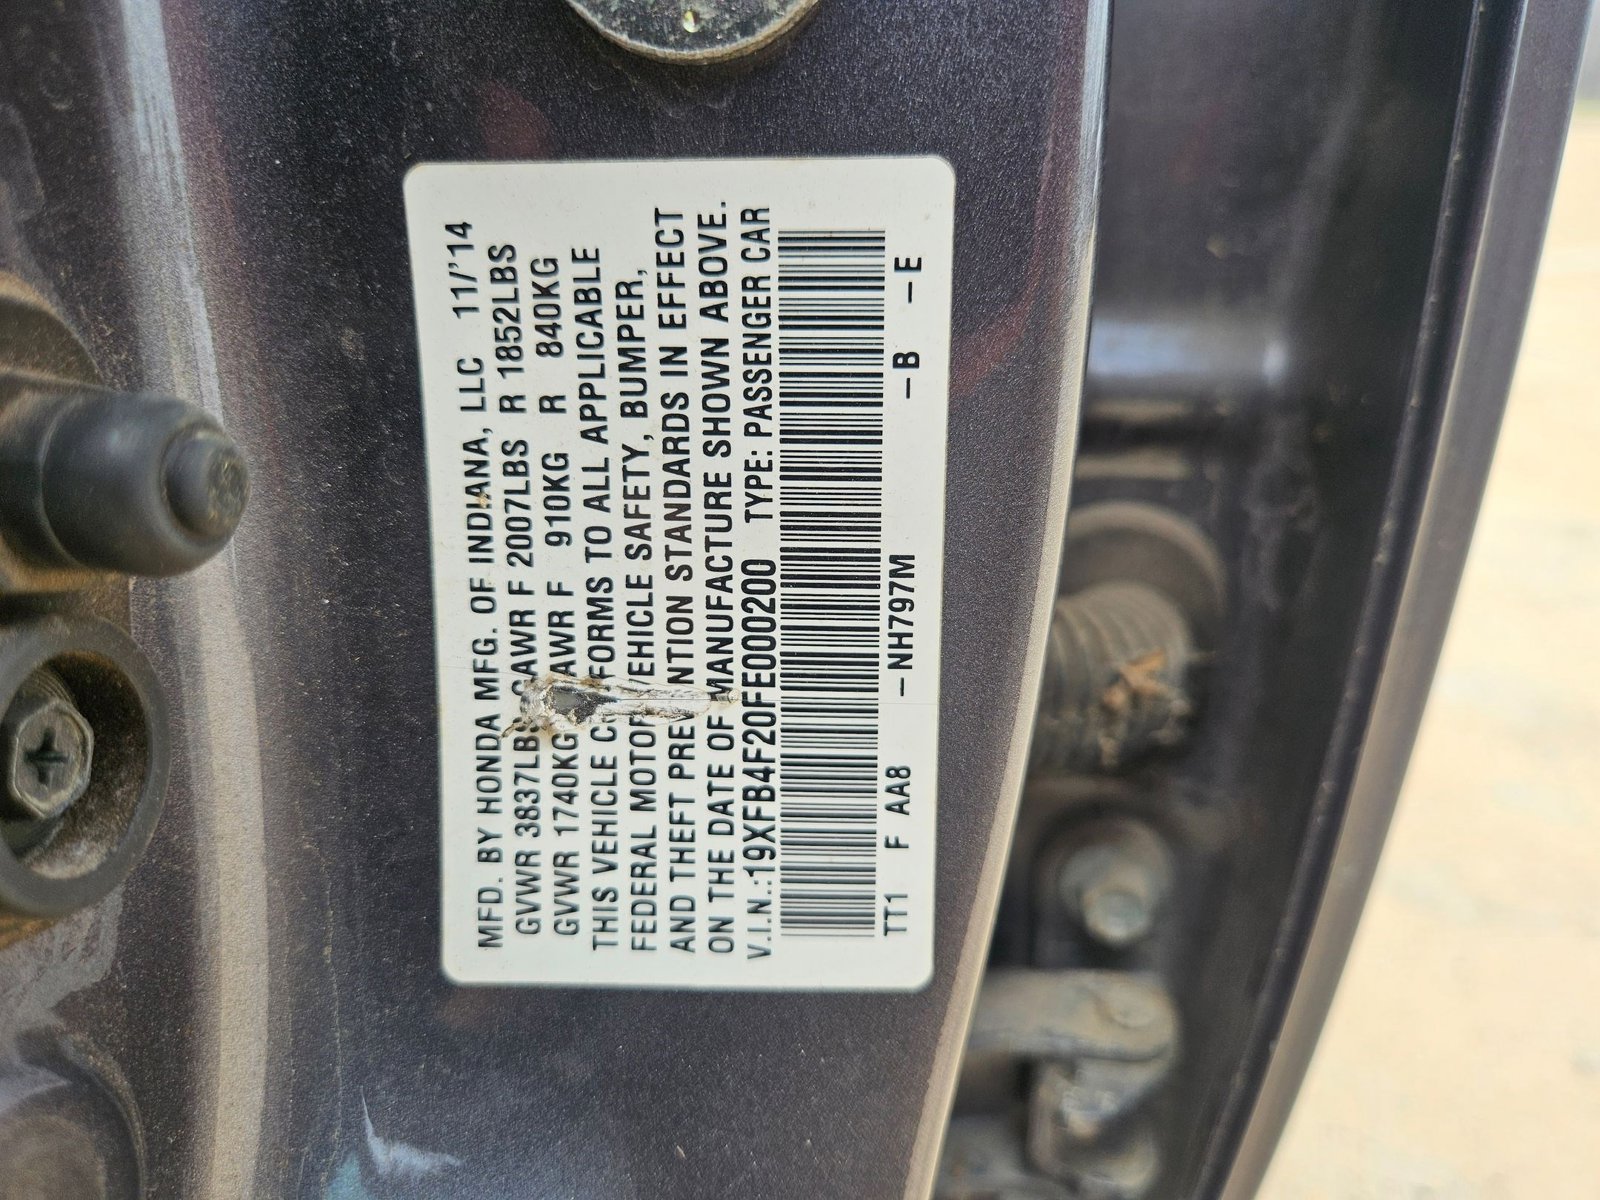 MFD. BY HONDA MFG. OF INDIANA, LLC 11/'14
GVWR 3837LBS GAWR F 2007LBS R 1852LBS
GVWR 1740KG GAWR F 910KG R 840KG
THIS VEHICLE CONFORMS TO ALL APPLICABLE
FEDERAL MOTOR VEHICLE SAFETY, BUMPER,
AND THEFT PREVENTION STANDARDS IN EFFECT
ON THE DATE OF MANUFACTURE SHOWN ABOVE.
V.I.N.:19XFB4F20FE000200 TYPE: PASSENGER CAR
TT1 F AA8 –NH797M –B –E